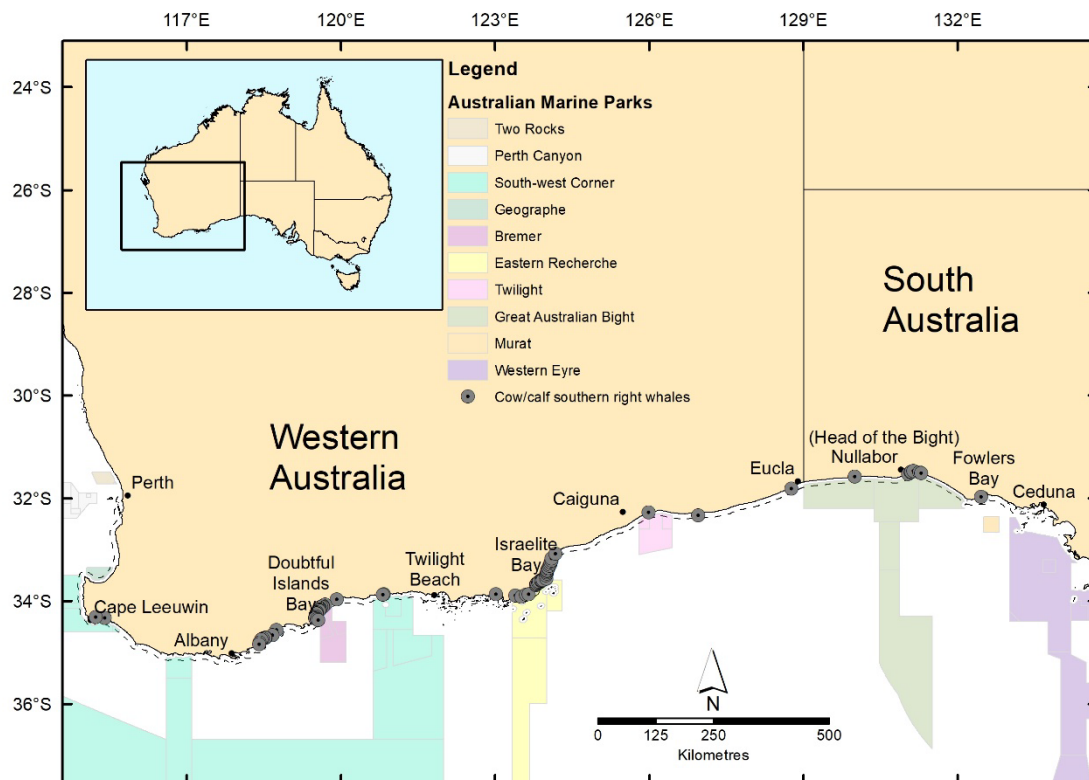 117°E 120°E 123°E 126°E 129°E 132°E
24°S
26°S
28°S
30°S
32°S
34°S
36°S
Legend
Australian Marine Parks
Two Rocks
Perth Canyon
South-west Corner
Geographe
Bremer
Eastern Recherche
Twilight
Great Australian Bight
Murat
Western Eyre
Cow/calf southern right whales
South
Australia
Western
Australia
(Head of the Bight)
Nullabor
Eucla
Fowlers
Bay
Ceduna
Perth
Caiguna
Israelite
Bay
Twilight
Beach
Doubtful
Islands
Bay
Cape Leeuwin
Albany
N
0 125 250 500
Kilometres